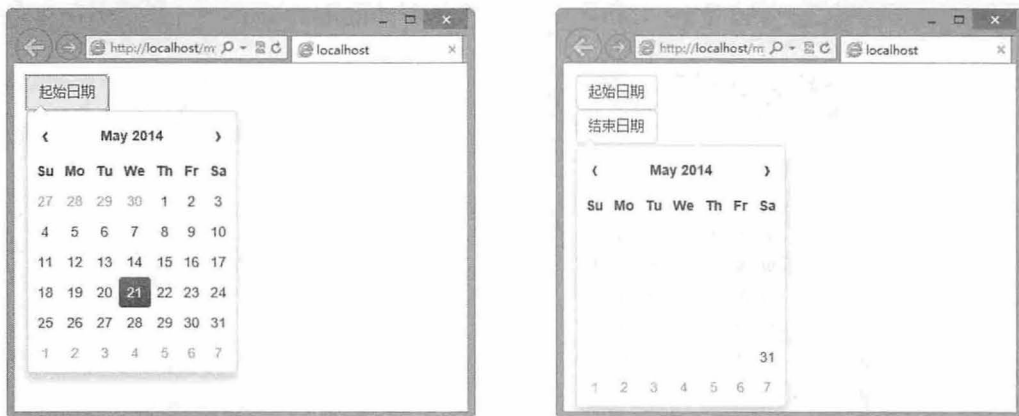 http://localhost/m
localhost
起始日期
May 2014
Su Mo Tu We Th Fr Sa
27 28 29 30 1 2 3
4 5 6 7 8 9 10
11 12 13 14 15 16 17
18 19 20 21 22 23 24
25 26 27 28 29 30 31
1 2 3 4 5 6 7
http://localhost/m
localhost
起始日期
结束日期
May 2014
Su Mo Tu We Th Fr Sa
31
1 2 3 4 5 6 7